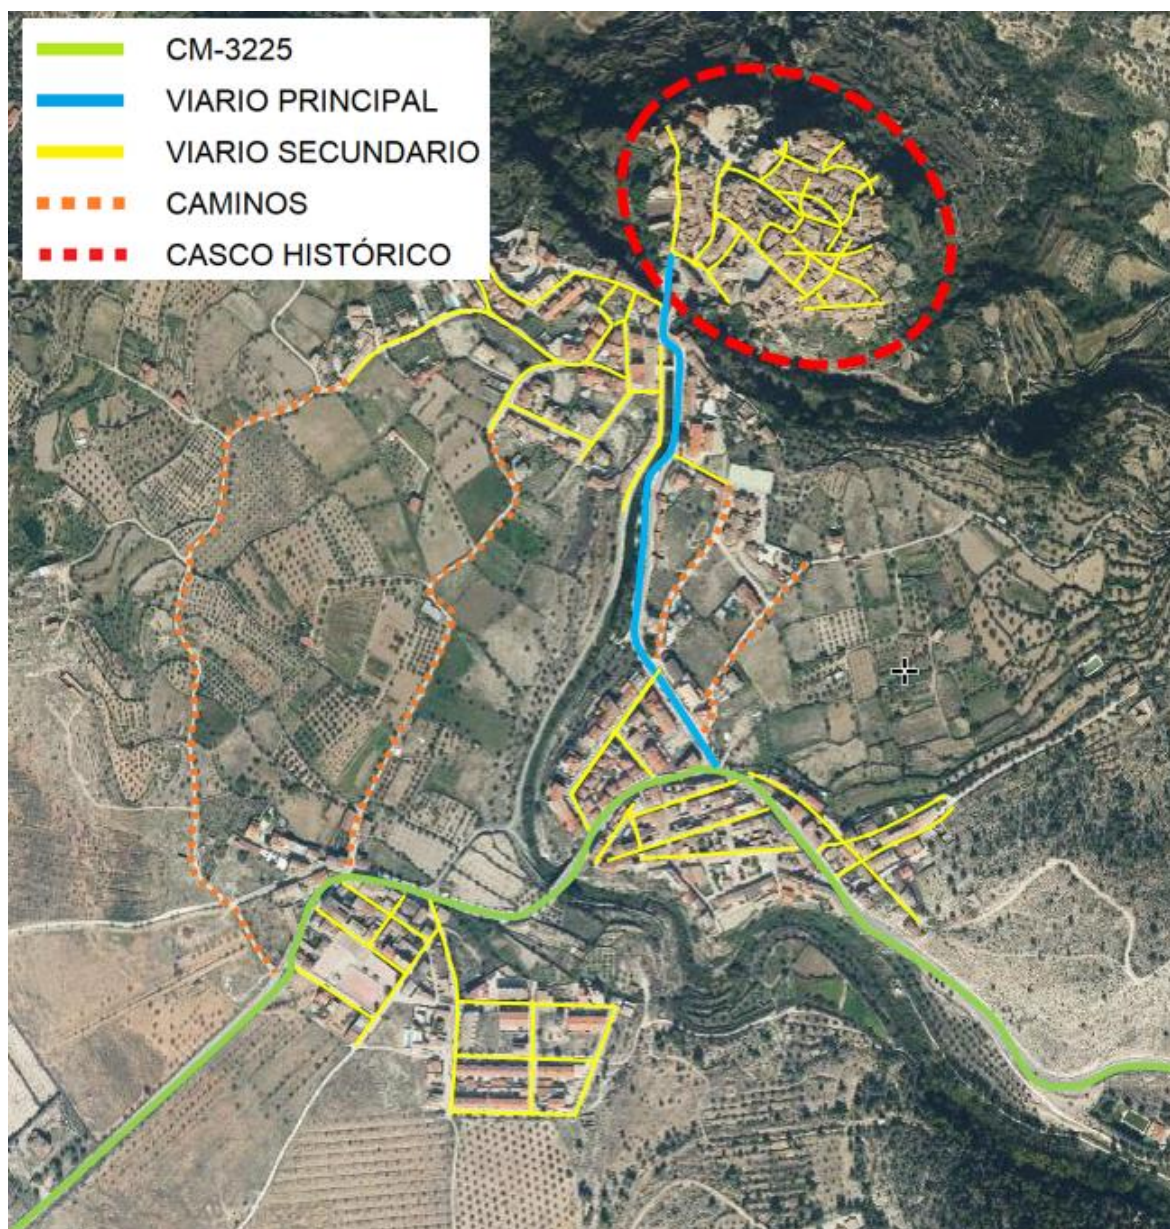 CM-3225
VIARIO PRINCIPAL
VIARIO SECUNDARIO
CAMINOS
CASCO HISTÓRICO